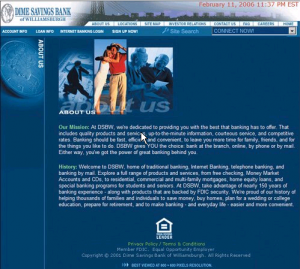 February 11, 2006 11:37 PM EST
DIME SAVINGS BANK
OF WILLIAMSBURGH
ABOUT US | LOCATIONS | SITE MAP | INVESTOR RELATIONS | CONTACT US | FAQ | CAREERS | HOME
ACCOUNT INFO LOAN INFO INTERNET BANKING SIGN UP NOW! Site Search CONNECT NOW!
ABOUT US
about us
ABOUT US
Our Mission: At DSBW, we're dedicated to providing you with the best that banking has to offer. That
includes quality products and services, up-to-the-minute information, courteous service, and competitive
rates. Banking should be fast, efficient and convenient, to leave you more time for family, friends, and
the things you like to do. DSBW gives YOU the choice: bank at the branch, online, by phone or by mail.
Either way, you've got the power of great banking behind you.
History: Welcome to DSBW, home of traditional banking, Internet Banking, telephone banking, and
banking by mail. Explore a full range of products and services, from free checking, Money Market
Accounts and CDs, to residential, commercial and multi-family mortgages, home equity loans, and
special banking programs for students and seniors. At DSBW, take advantage of nearly 150 years of
banking experience - along with products that are backed by FDIC security. We're proud of our history of
helping thousands of families and individuals to save money, buy homes, plan for a wedding or college
education, prepare for retirement, and to make banking - and everyday life - easier and more convenient.
LENDER
Privacy Policy / Terms & Conditions
Member FDIC. Equal Opportunity Employer
Copyright © 2001 Dime Savings Bank of Williamsburgh. All Rights Reserved.
BEST VIEWED AT 800 x 600 PIXELS RESOLUTION